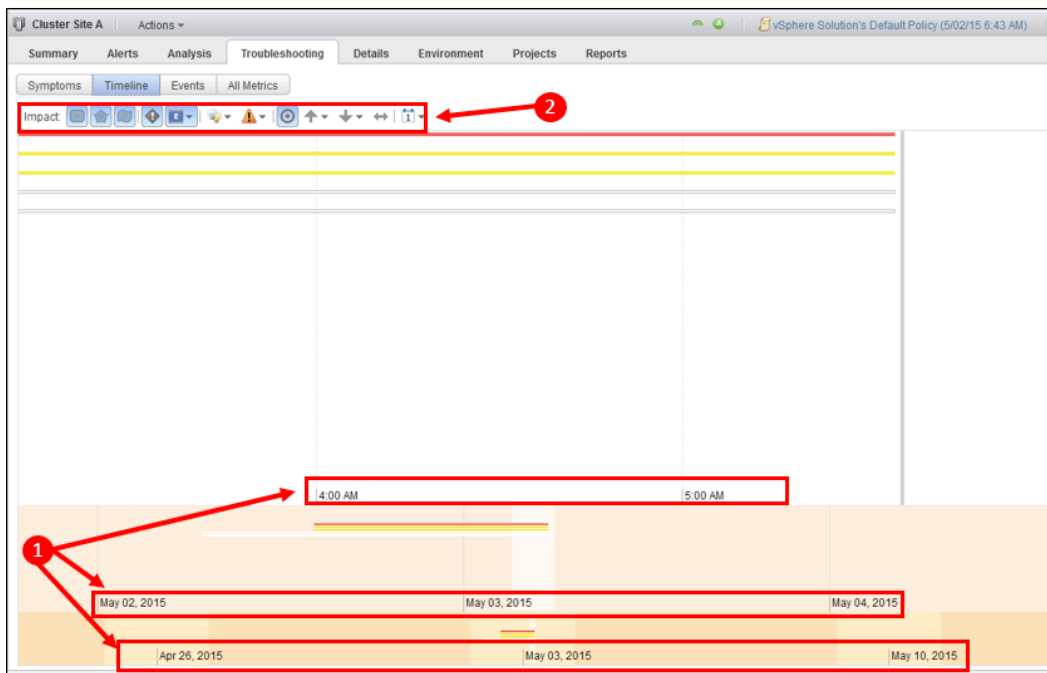 Cluster Site A Actions vSphere Solution's Default Policy (5/02/15 6:43 AM)
Summary Alerts Analysis Troubleshooting Details Environment Projects Reports
Symptoms Timeline Events All Metrics
Impact: 1
2
4:00 AM 5:00 AM
1
May 02, 2015 May 03, 2015 May 04, 2015
Apr 26, 2015 May 03, 2015 May 10, 2015